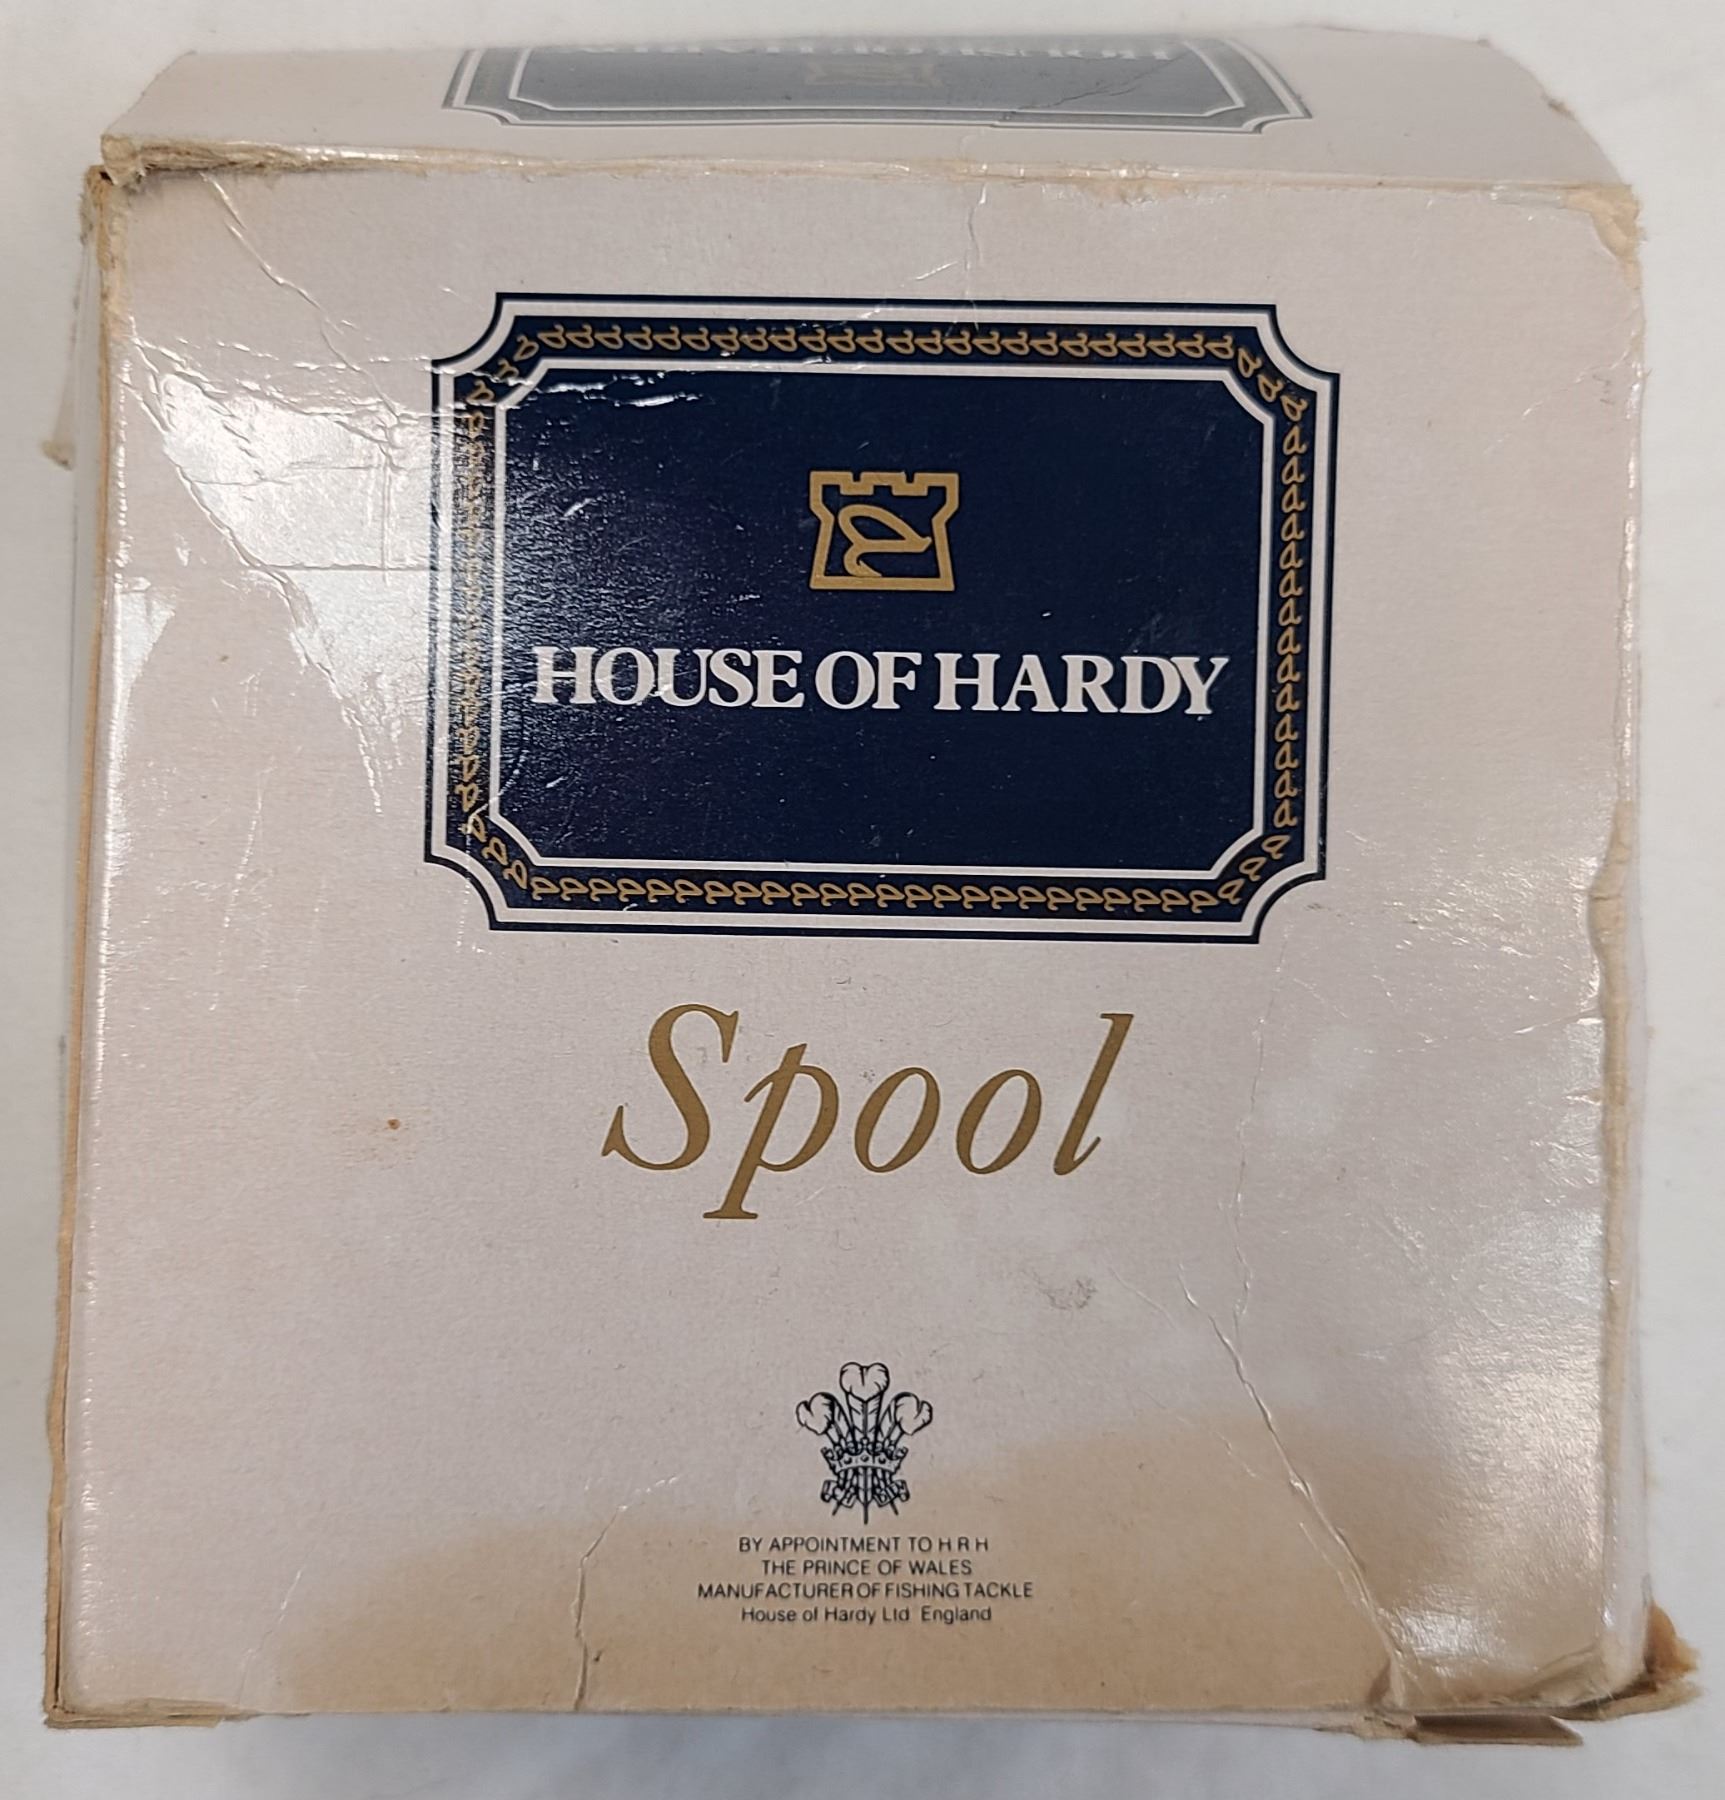 HOUSE OF HARDY
Spool
BY APPOINTMENT TO H R H
THE PRINCE OF WALES
MANUFACTURER OF FISHING TACKLE
House of Hardy Ltd England